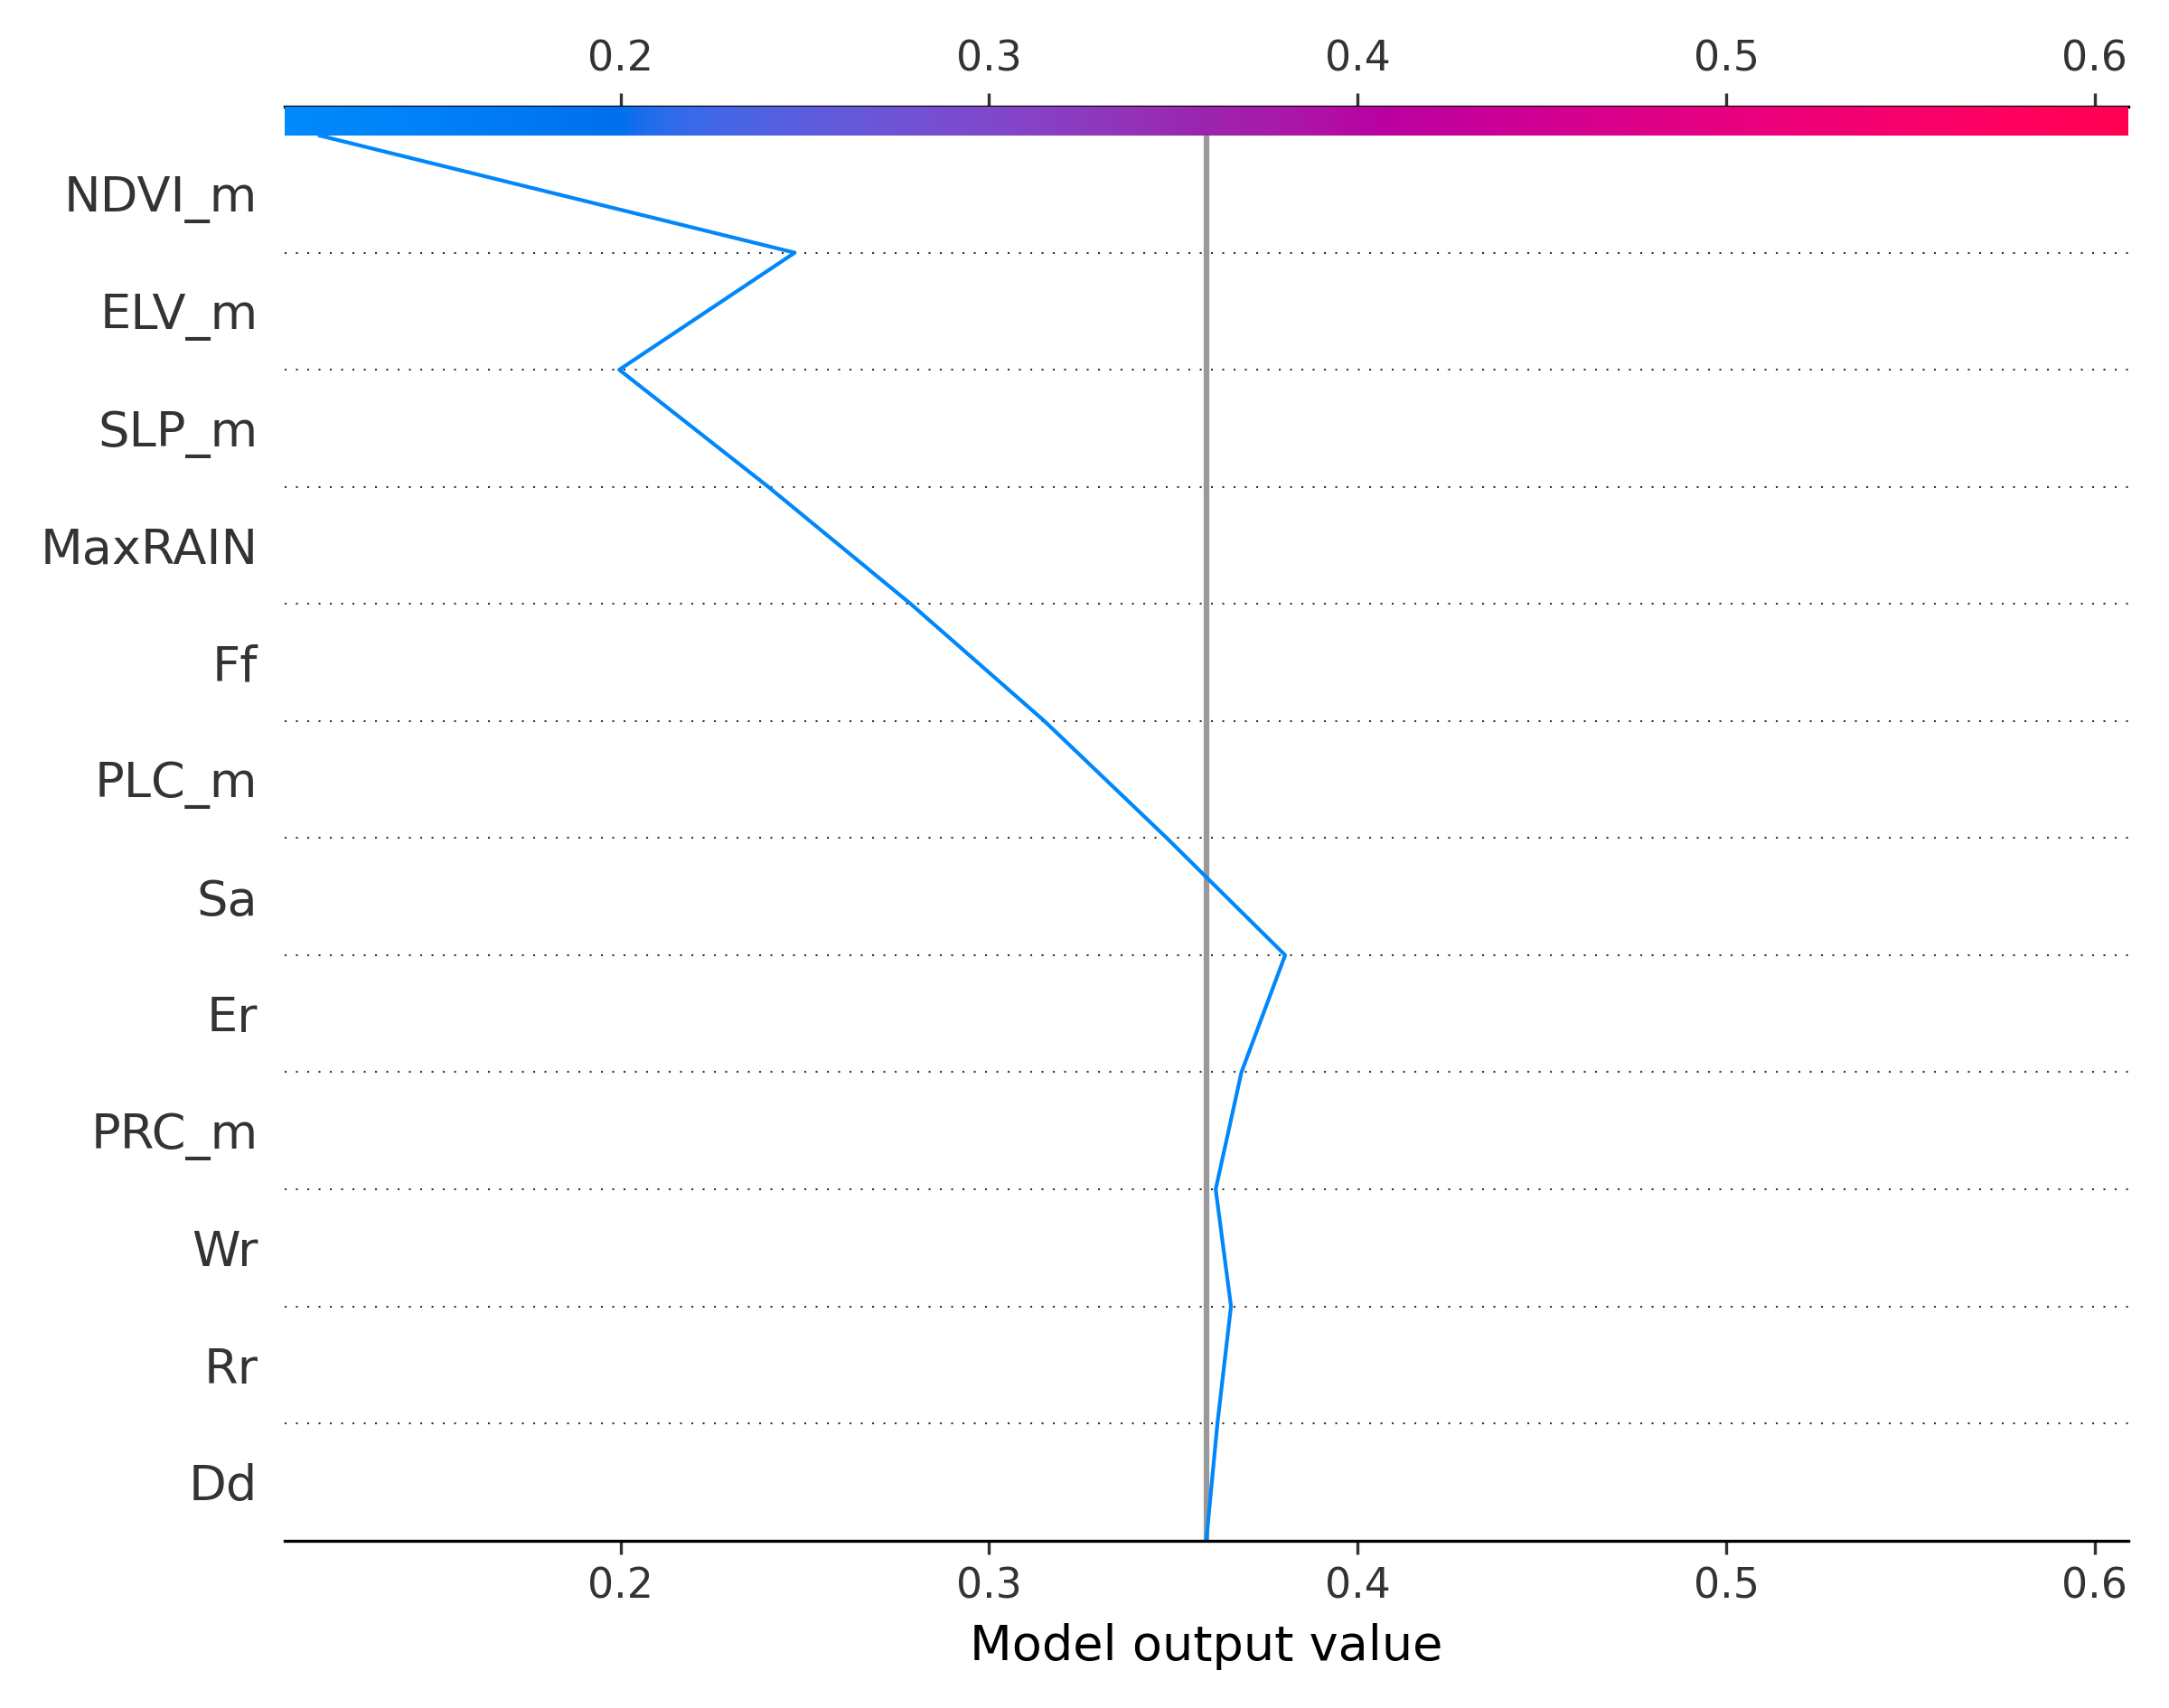 0.2 0.3 0.4 0.5 0.6
NDVI_m
ELV_m
SLP_m
MaxRAIN
Ff
PLC_m
Sa
Er
PRC_m
Wr
Rr
Dd
0.2 0.3 0.4 0.5 0.6
Model output value